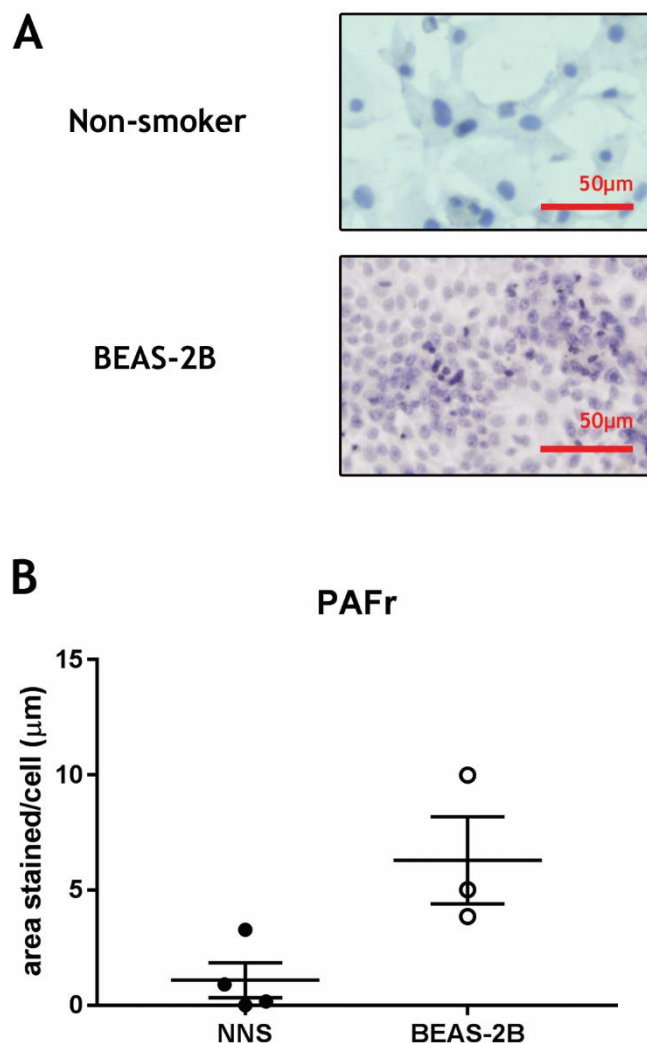 A
Non-smoker
50µm
BEAS-2B
50µm
B
PAFr
area stained/cell (µm)
15
10
5
0
NNS
BEAS-2B